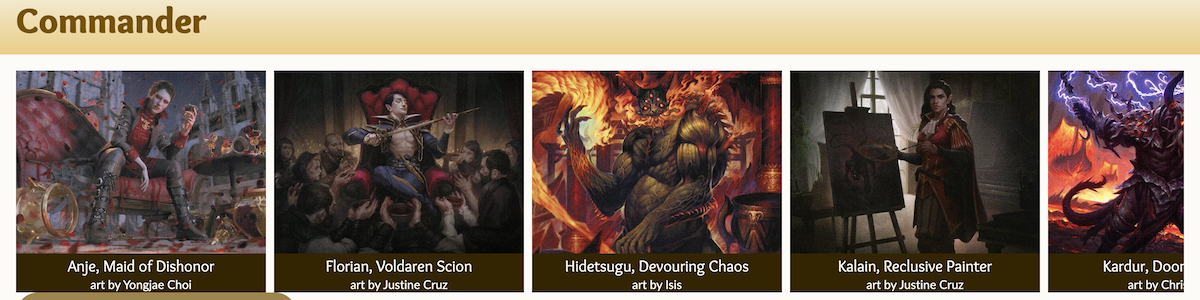 Commander
Anje, Maid of Dishonor
art by Yongjae Choi
Florian, Voldaren Scion
art by Justine Cruz
Hidetsugu, Devouring Chaos
art by Isis
Kalain, Reclusive Painter
art by Justine Cruz
Kardur, Doom
art by Chris